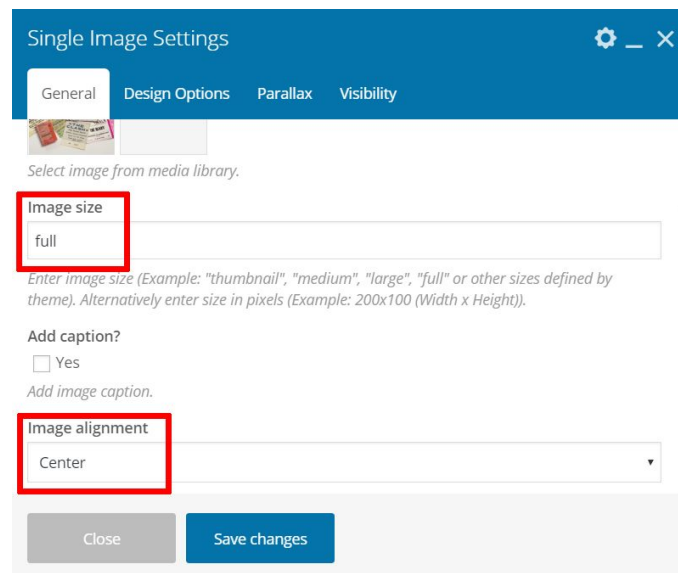 Single Image Settings
General Design Options Parallax Visibility
Select image from media library.
Image size
full
Enter image size (Example: "thumbnail", "medium", "large", "full" or other sizes defined by
theme). Alternatively enter size in pixels (Example: 200x100 (Width x Height)).
Add caption?
Yes
Add image caption.
Image alignment
Center
Close Save changes